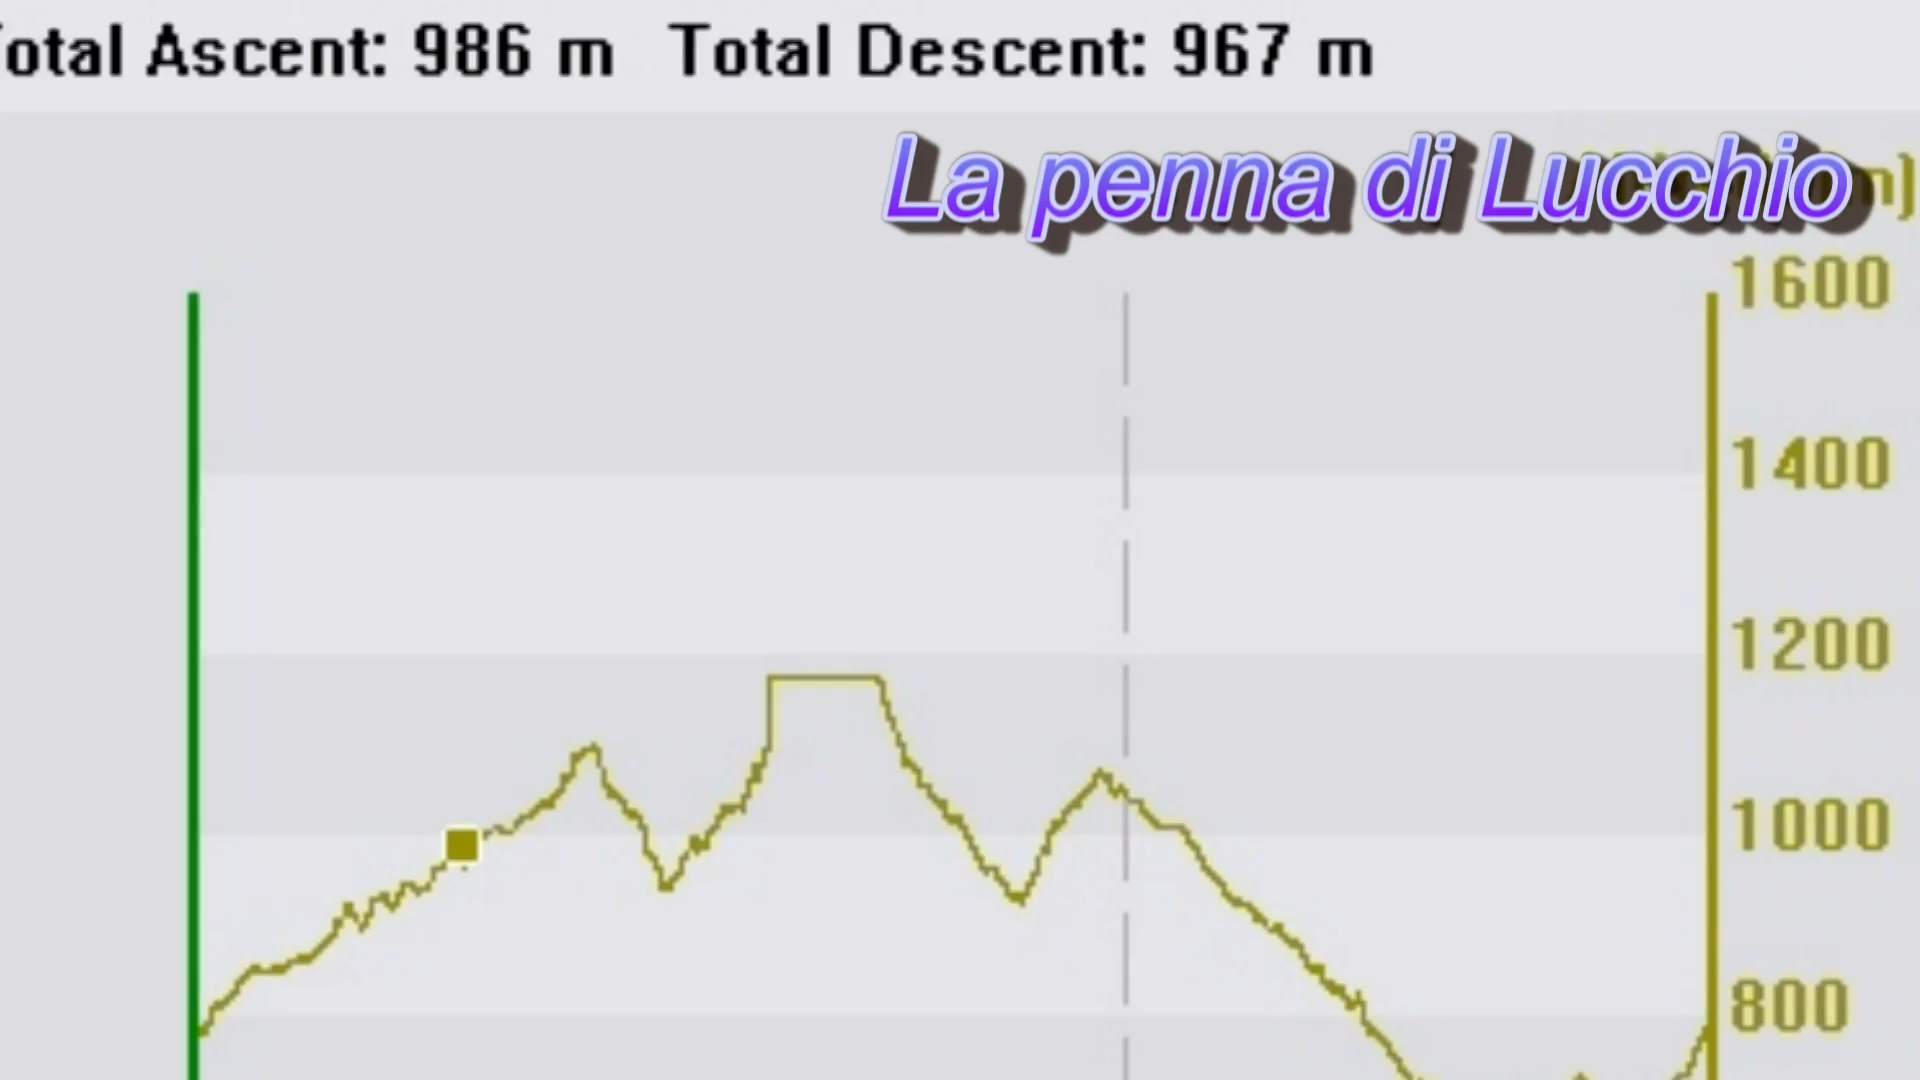 otal Ascent: 986 m Total Descent: 967 m
La penna di Lucchio
1600
1400
1200
1000
800